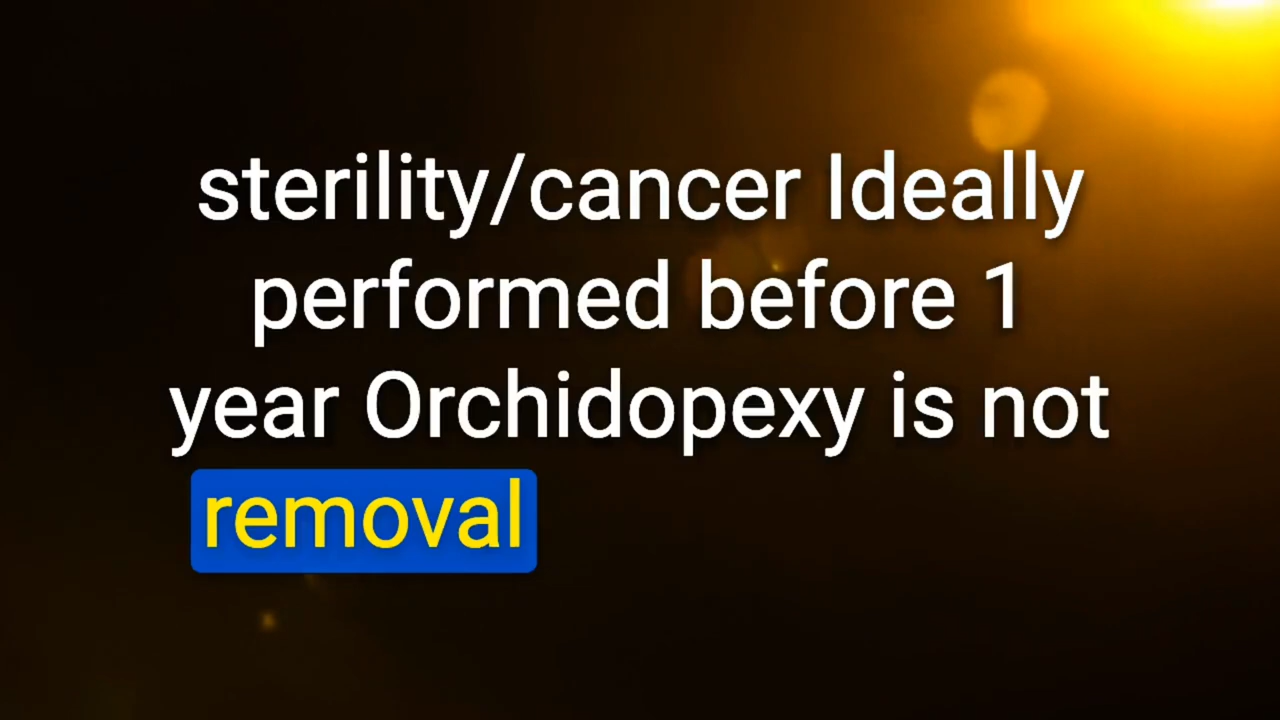 sterility/cancer Ideally
performed before 1
year Orchidopexy is not
removal